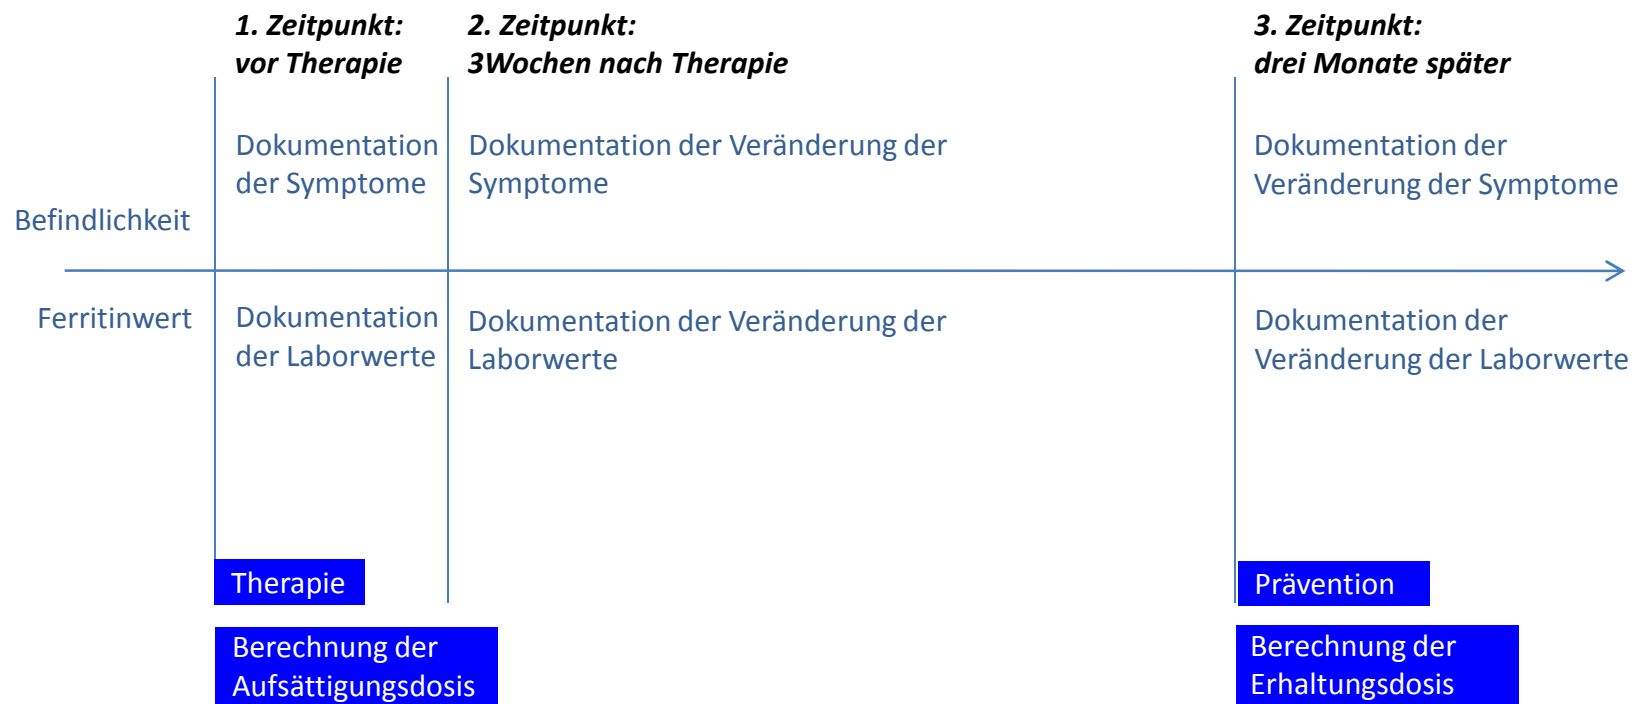 1. Zeitpunkt:
vor Therapie
2. Zeitpunkt:
3Wochen nach Therapie
3. Zeitpunkt:
drei Monate später
Befindlichkeit
Dokumentation
der Symptome
Dokumentation der Veränderung der
Symptome
Dokumentation der
Veränderung der Symptome
Ferritinwert
Dokumentation
der Laborwerte
Dokumentation der Veränderung der
Laborwerte
Dokumentation der
Veränderung der Laborwerte
Therapie
Berechnung der
Aufsättigungsdosis
Prävention
Berechnung der
Erhaltungsdosis